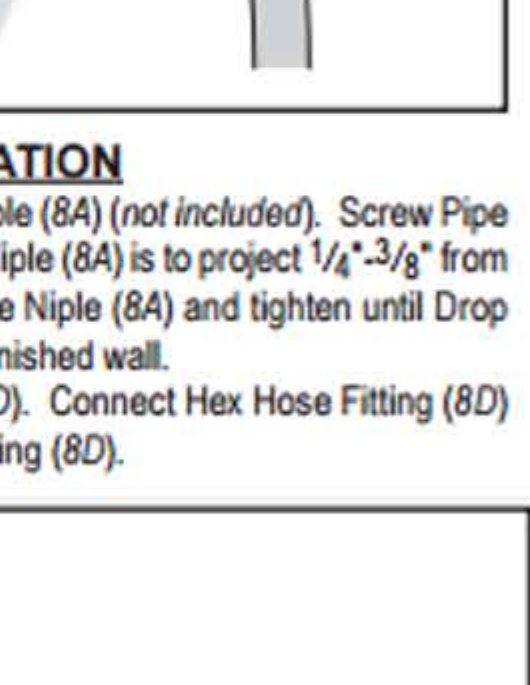 ATION
ple (8A) (not included). Screw Pipe
iple (8A) is to project 1/4"-3/8" from
e Niple (8A) and tighten until Drop
nished wall.
D). Connect Hex Hose Fitting (8D)
ing (8D).